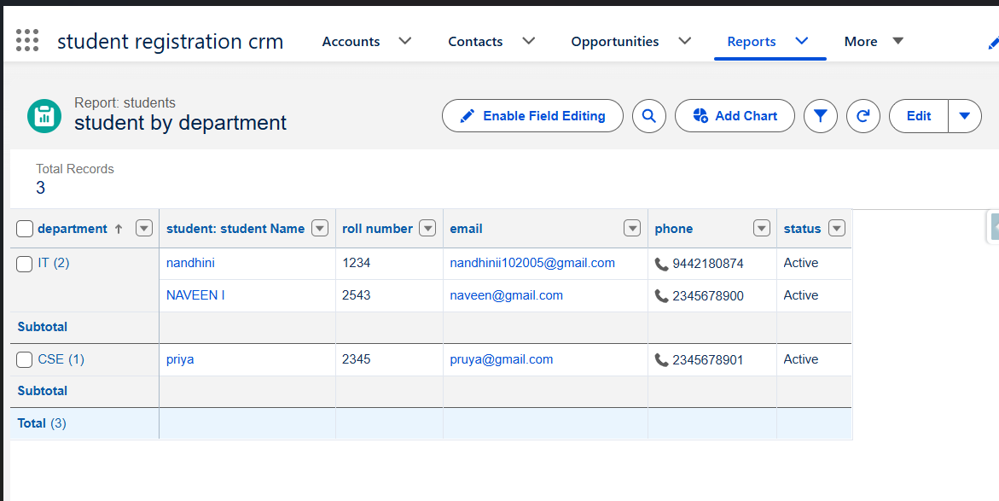 student registration crm Accounts Contacts Opportunities Reports More
Report: students
student by department
Enable Field Editing Add Chart Edit
Total Records
3
department ↑ student: student Name roll number email phone status
IT (2) nandhini 1234 nandhinii102005@gmail.com 9442180874 Active
NAVEEN I 2543 naveen@gmail.com 2345678900 Active
Subtotal
CSE (1) priya 2345 pruya@gmail.com 2345678901 Active
Subtotal
Total (3)